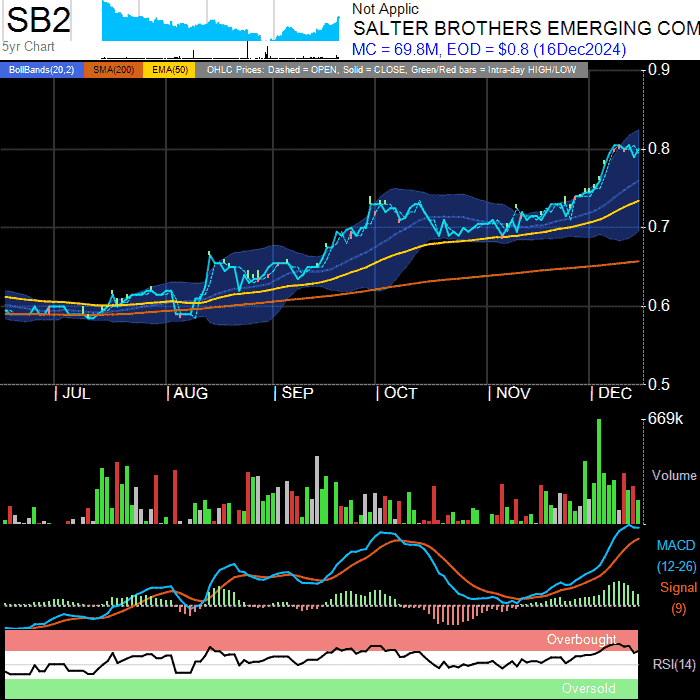 SB2
5yr Chart
Not Applic
SALTER BROTHERS EMERGING COM
MC = 69.8M, EOD = $0.8 (16Dec2024)
BollBands(20,2) SMA(200) EMA(50) OHLC Prices: Dashed = OPEN, Solid = CLOSE, Green/Red bars = Intra-day HIGH/LOW
0.9
0.8
0.7
0.6
0.5
| JUL | AUG | SEP | OCT | NOV | DEC
669k
Volume
MACD
(12-26)
Signal
(9)
Overbought
RSI(14)
Oversold